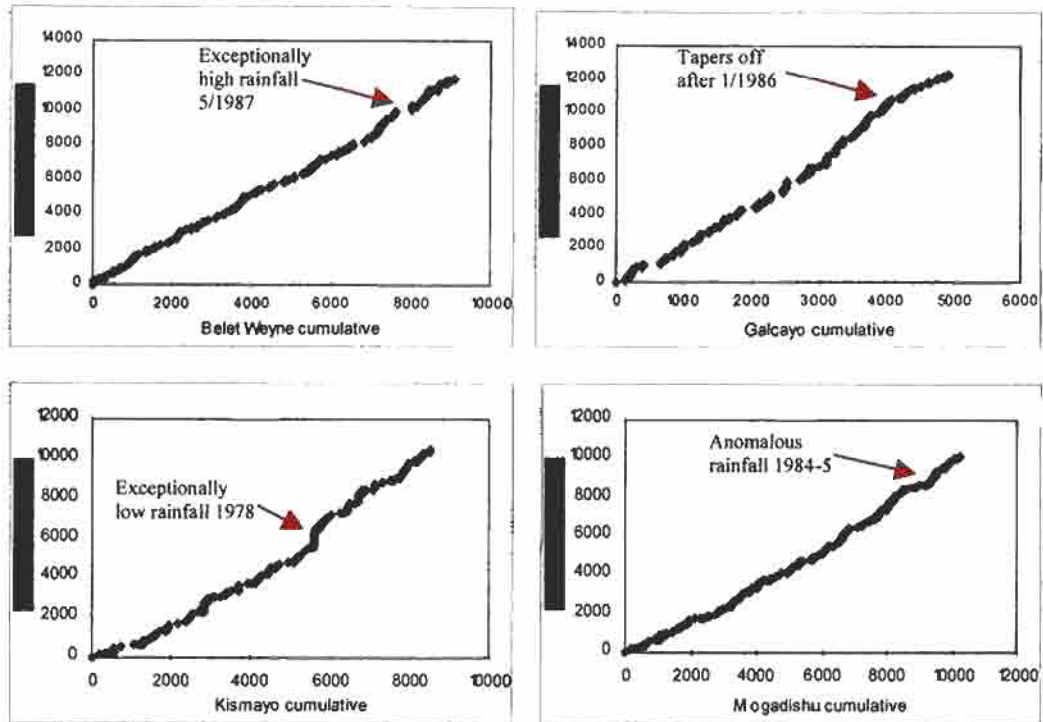 14000
12000
10000
8000
6000
4000
2000
0
Exceptionally
high rainfall
5/1987
0 2000 4000 6000 8000 10000
Belet Weyne cumulative
14000
12000
10000
8000
6000
4000
2000
0
Tapers off
after 1/1986
0 1000 2000 3000 4000 5000 6000
Galcayo cumulative
12000
10000
8000
6000
4000
2000
0
Exceptionally
low rainfall 1978
0 2000 4000 6000 8000 10000
Kismayo cumulative
12000
10000
8000
6000
4000
2000
0
Anomalous
rainfall 1984-5
0 2000 4000 6000 8000 10000 12000
Mogadishu cumulative